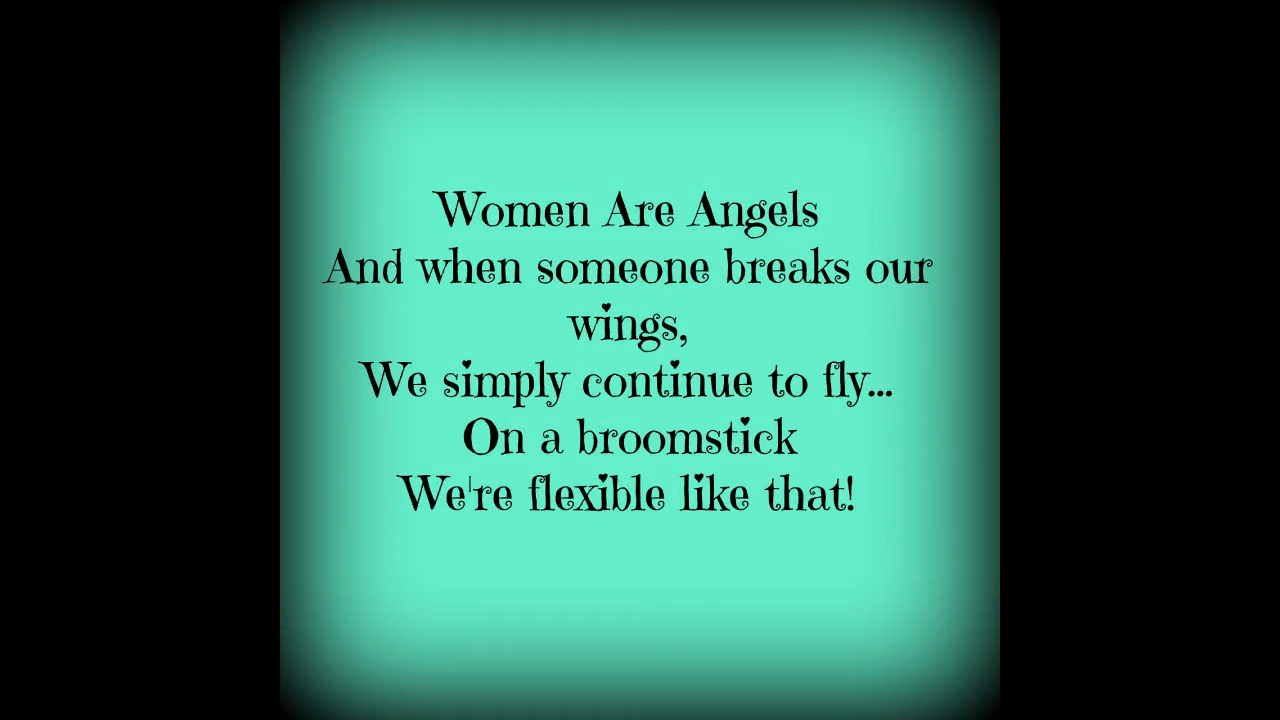 Women Are Angels
And when someone breaks our
wings,
We simply continue to fly...
On a broomstick
We're flexible like that!